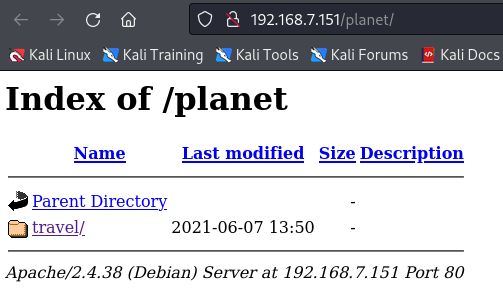 192.168.7.151/planet/
Kali Linux Kali Training Kali Tools Kali Forums Kali Docs
Index of /planet
Name Last modified Size Description
Parent Directory -
travel/ 2021-06-07 13:50 -
Apache/2.4.38 (Debian) Server at 192.168.7.151 Port 80